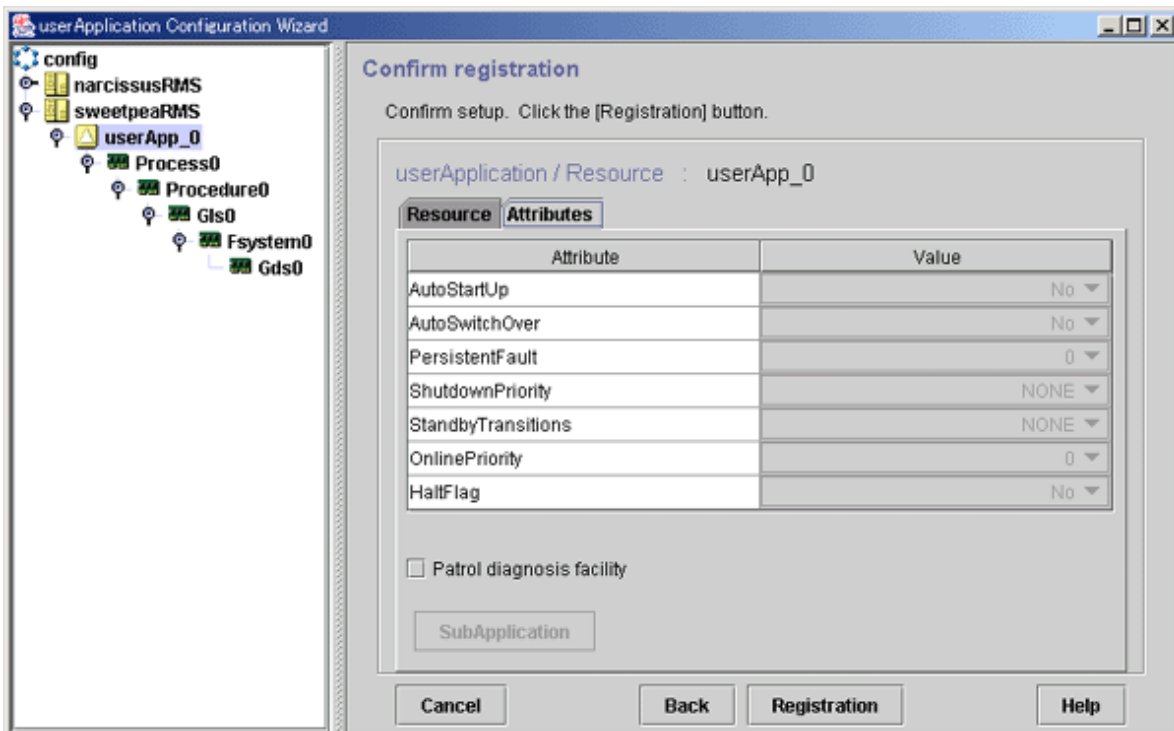 userApplication Configuration Wizard
config
narcissusRMS
sweetpeaRMS
userApp_0
Process0
Procedure0
Gls0
Fsystem0
Gds0
Confirm registration
Confirm setup. Click the [Registration] button.
userApplication / Resource : userApp_0
Resource Attributes
Attribute Value
AutoStartUp No
AutoSwitchOver No
PersistentFault 0
ShutdownPriority NONE
StandbyTransitions NONE
OnlinePriority 0
HaltFlag No
Patrol diagnosis facility
SubApplication
Cancel Back Registration Help